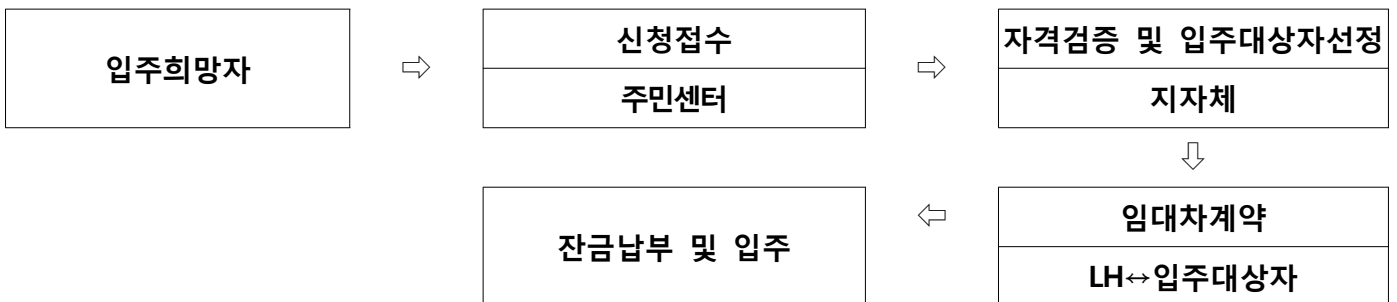 입주희망자
⇨
신청접수
주민센터
⇨
자격검증 및 입주대상자선정
지자체
⇩
임대차계약
LH↔입주대상자
⇦
잔금납부 및 입주